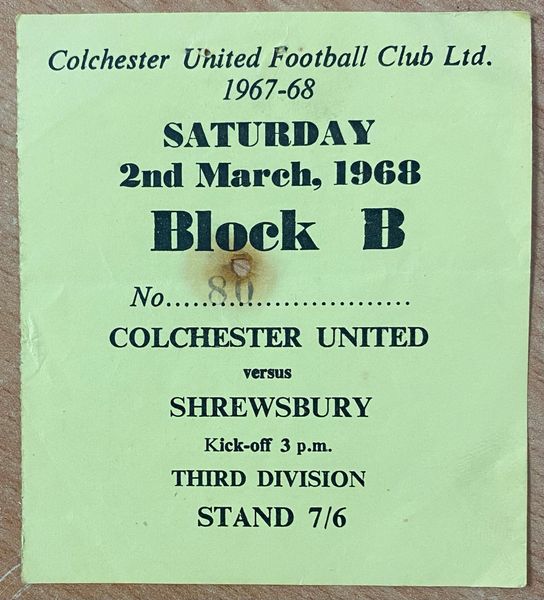 Colchester United Football Club Ltd.
1967-68
SATURDAY
2nd March, 1968
Block B
No....80..........................
COLCHESTER UNITED
versus
SHREWSBURY
Kick-off 3 p.m.
THIRD DIVISION
STAND 7/6